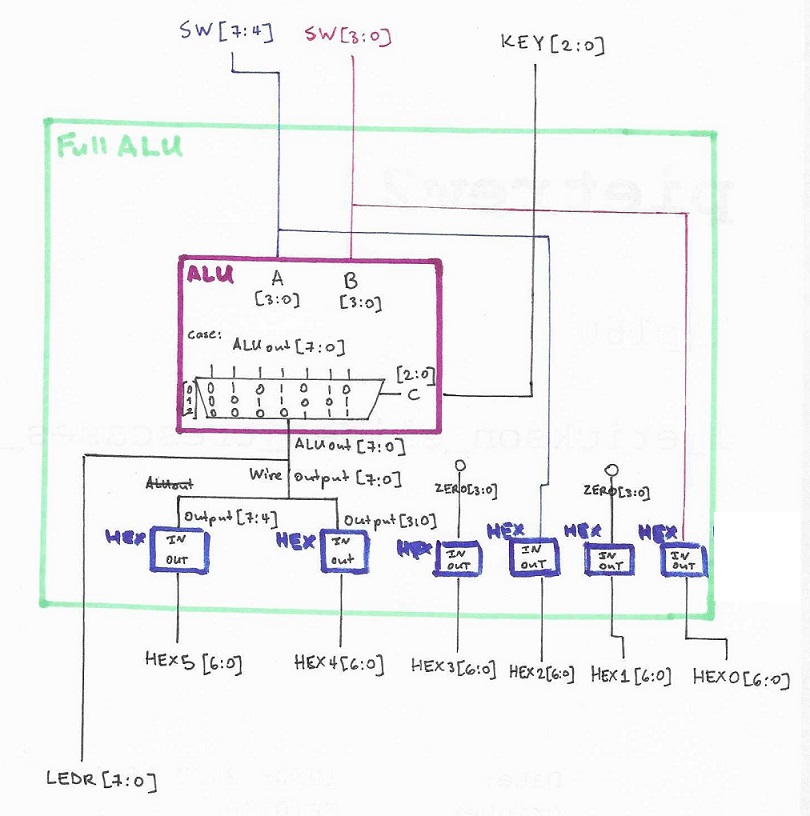 SW[7:4] SW[3:0] KEY[2:0]
Full ALU
ALU A B
[3:0] [3:0]
case:
ALUout[7:0]
[2:0]
C
0 0 1 0 1 0 1 1
1 0 0 1 1 0 0 1
2 0 0 0 0 1 1 1
ALUout[7:0]
Wire Output[7:0]
ALUout
ZERO[3:0] ZERO[3:0]
Output[7:4] Output[3:0]
HEX HEX HEX HEX HEX HEX
IN IN IN IN IN IN
OUT Out OUT OUT OUT OUT
HEX5[6:0] HEX4[6:0] HEX3[6:0] HEX2[6:0] HEX1[6:0] HEX0[6:0]
LEDR[7:0]